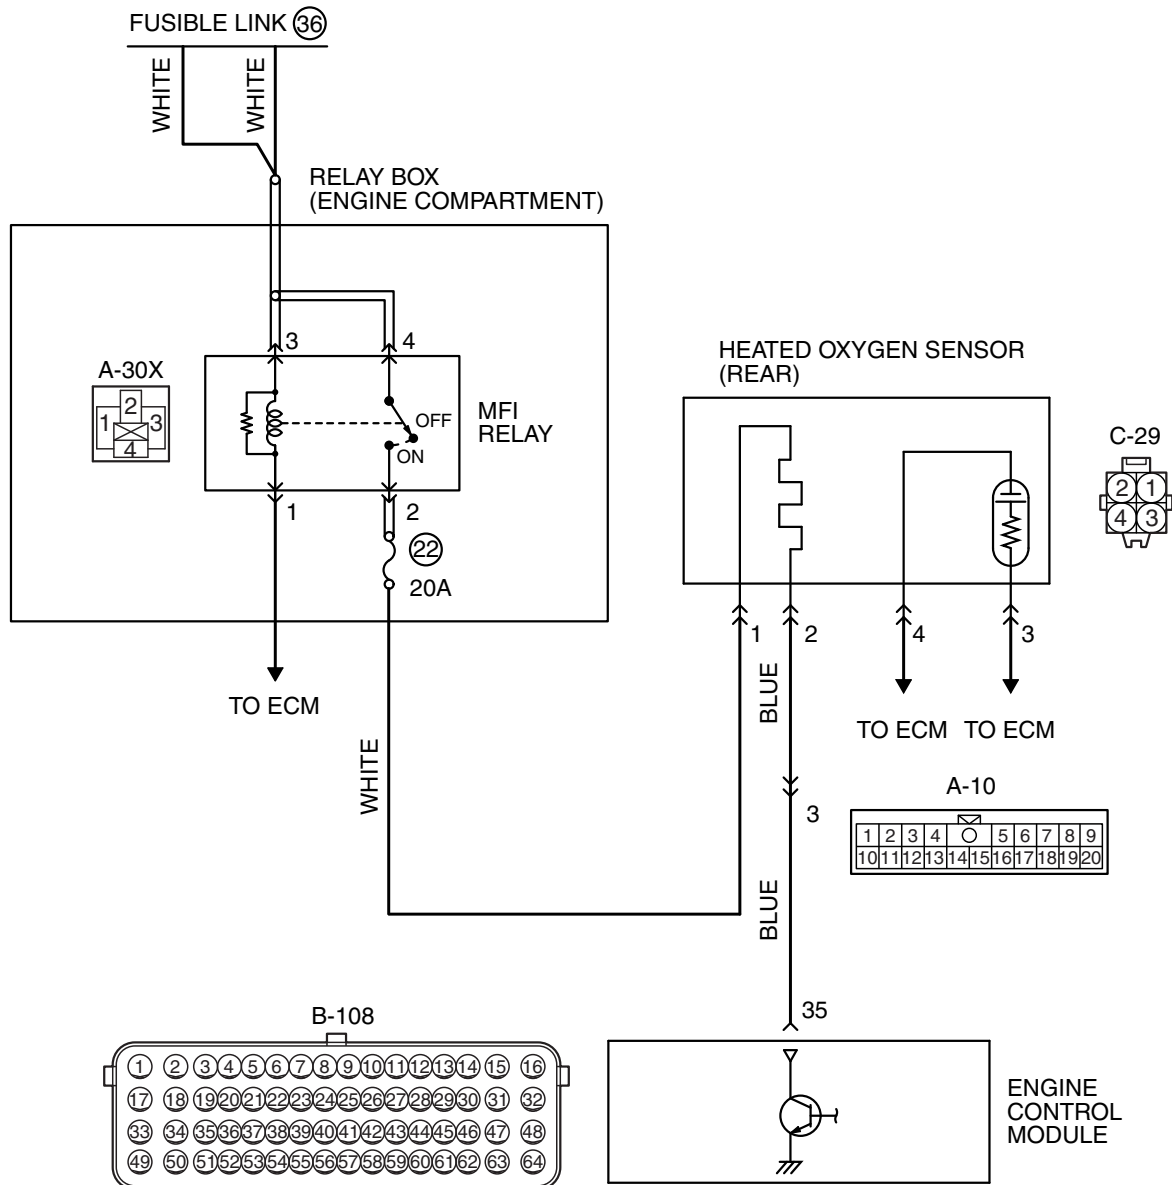 FUSIBLE LINK 36
WHITE
WHITE
RELAY BOX
(ENGINE COMPARTMENT)
3
4
A-30X
2
1
3
4
OFF
ON
MFI
RELAY
1
2
22
20A
TO ECM
WHITE
HEATED OXYGEN SENSOR
(REAR)
C-29
2 1
4 3
1
2
4
3
BLUE
TO ECM
TO ECM
3
A-10
1 2 3 4 5 6 7 8 9
10 11 12 13 14 15 16 17 18 19 20
BLUE
35
B-108
1 2 3 4 5 6 7 8 9 10 11 12 13 14 15 16
17 18 19 20 21 22 23 24 25 26 27 28 29 30 31 32
33 34 35 36 37 38 39 40 41 42 43 44 45 46 47 48
49 50 51 52 53 54 55 56 57 58 59 60 61 62 63 64
ENGINE
CONTROL
MODULE